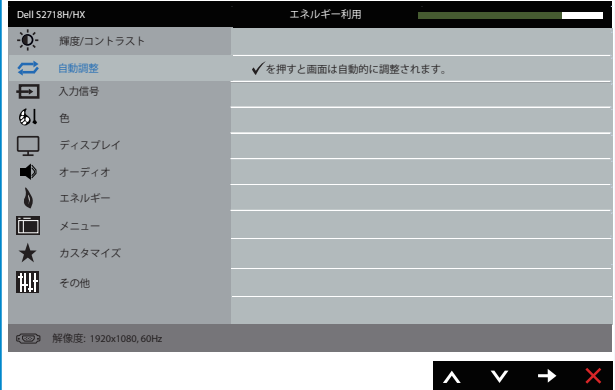 Dell S2718H/HX
エネルギー利用
輝度/コントラスト
自動調整
✓を押すと画面は自動的に調整されます。
入力信号
色
ディスプレイ
オーディオ
エネルギー
メニュー
カスタマイズ
その他
解像度: 1920x1080, 60Hz